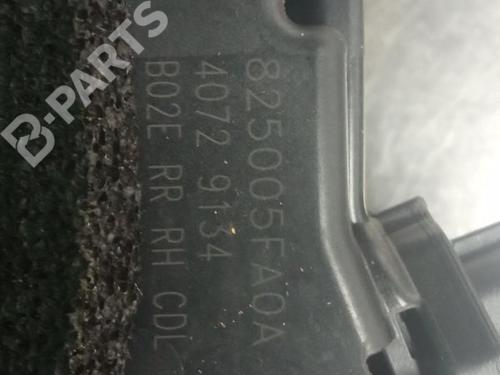 B-PARTS
825005FA0A
4072 9134
B02E RR RH CDL